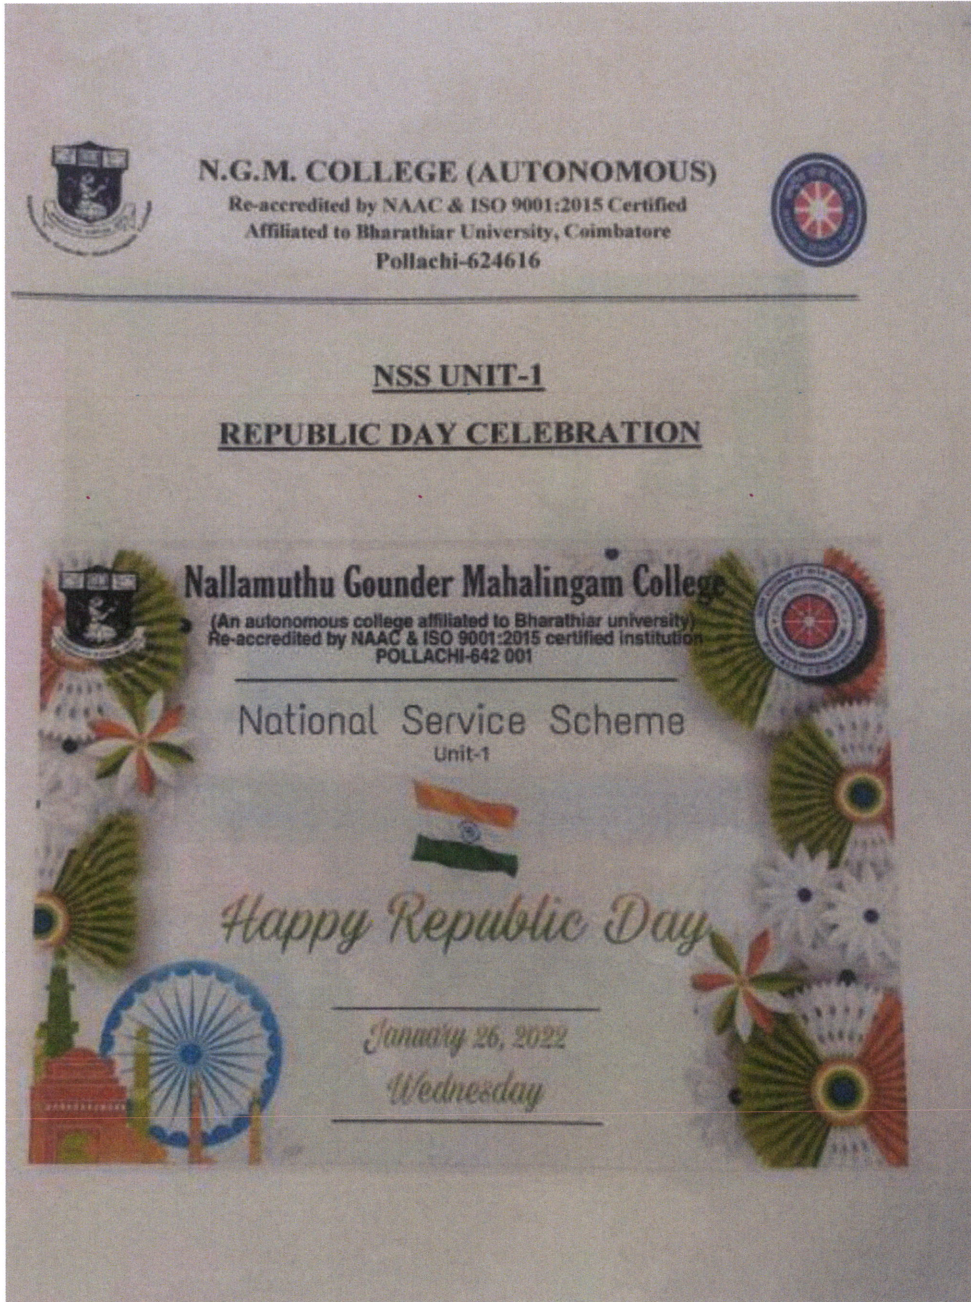 N.G.M. COLLEGE (AUTONOMOUS)
Re-accredited by NAAC & ISO 9001:2015 Certified
Affiliated to Bharathiar University, Coimbatore
Pollachi-624616
NSS UNIT-1
REPUBLIC DAY CELEBRATION
Nallamuthu Gounder Mahalingam College
(An autonomous college affiliated to Bharathiar university)
Re-accredited by NAAC & ISO 9001:2015 certified institution
POLLACHI-642 001
National Service Scheme
Unit-1
Happy Republic Day
January 26, 2022
Wednesday